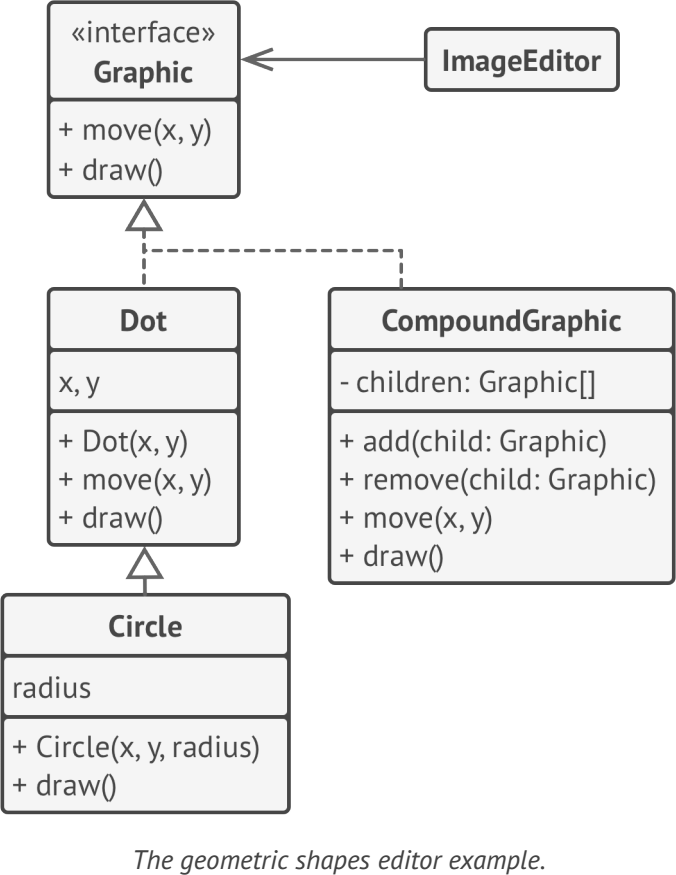 «interface»
Graphic
+ move(x, y)
+ draw()
ImageEditor
Dot
x, y
+ Dot(x, y)
+ move(x, y)
+ draw()
CompoundGraphic
- children: Graphic[]
+ add(child: Graphic)
+ remove(child: Graphic)
+ move(x, y)
+ draw()
Circle
radius
+ Circle(x, y, radius)
+ draw()
The geometric shapes editor example.